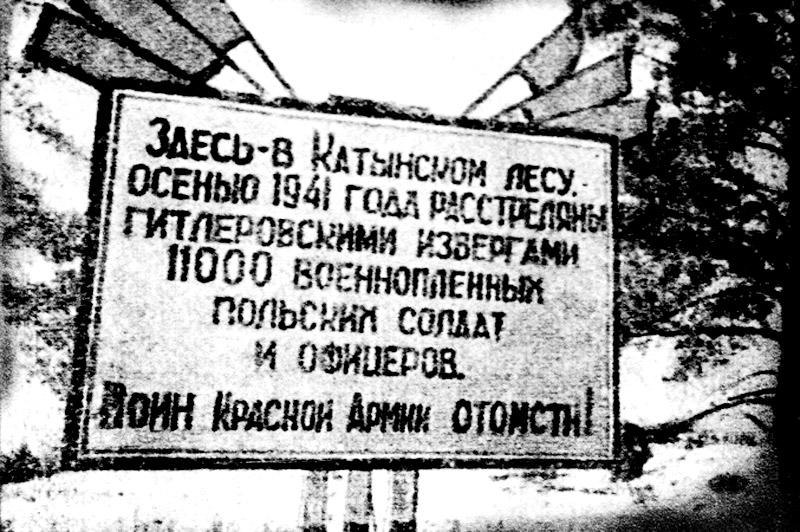 Здесь-в Катынском лесу.
осенью 1941 года расстреляны
гитлеровскими извергами
11000 военнопленных
польских солдат
и офицеров.
Воин Красной Армии отомсти!